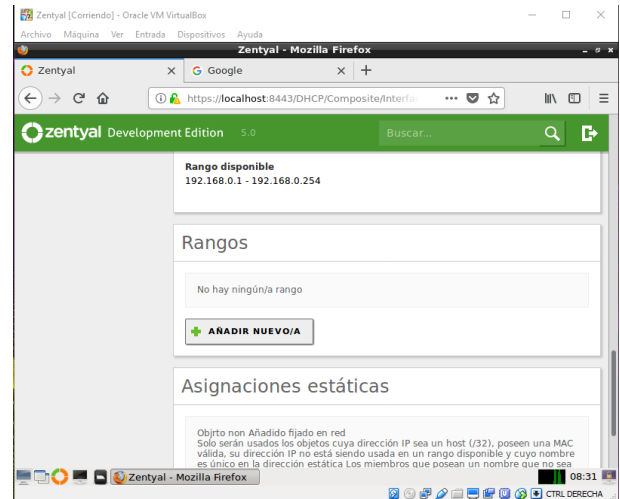 Zentyal [Corriendo] - Oracle VM VirtualBox
Archivo Máquina Ver Entrada Dispositivos Ayuda
Zentyal - Mozilla Firefox
Zentyal
Google
https://localhost:8443/DHCP/Composite/Interfa
zentyal Development Edition 5.0
Buscar...
Rango disponible
192.168.0.1 - 192.168.0.254
Rangos
No hay ningún/a rango
AÑADIR NUEVO/A
Asignaciones estáticas
Objrto non Añadido fijado en red
Solo serán usados los objetos cuya dirección IP sea un host (/32), poseen una MAC
válida, su dirección IP no está siendo usada en un rango disponible y cuyo nombre
es único en la dirección estática Los miembros que posean un nombre que no sea
Zentyal - Mozilla Firefox
08:31
CTRL DERECHA